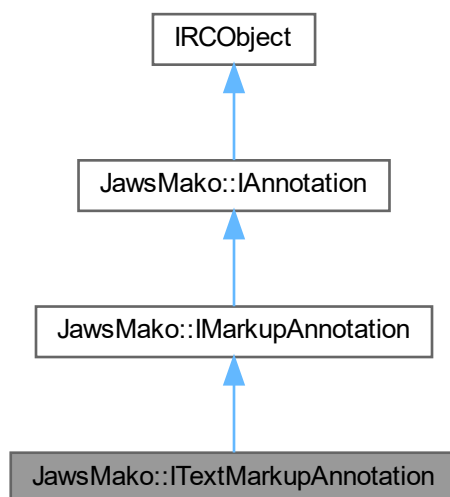 IRCObject
JawsMako::IAnnotation
JawsMako::IMarkupAnnotation
JawsMako::ITextMarkupAnnotation